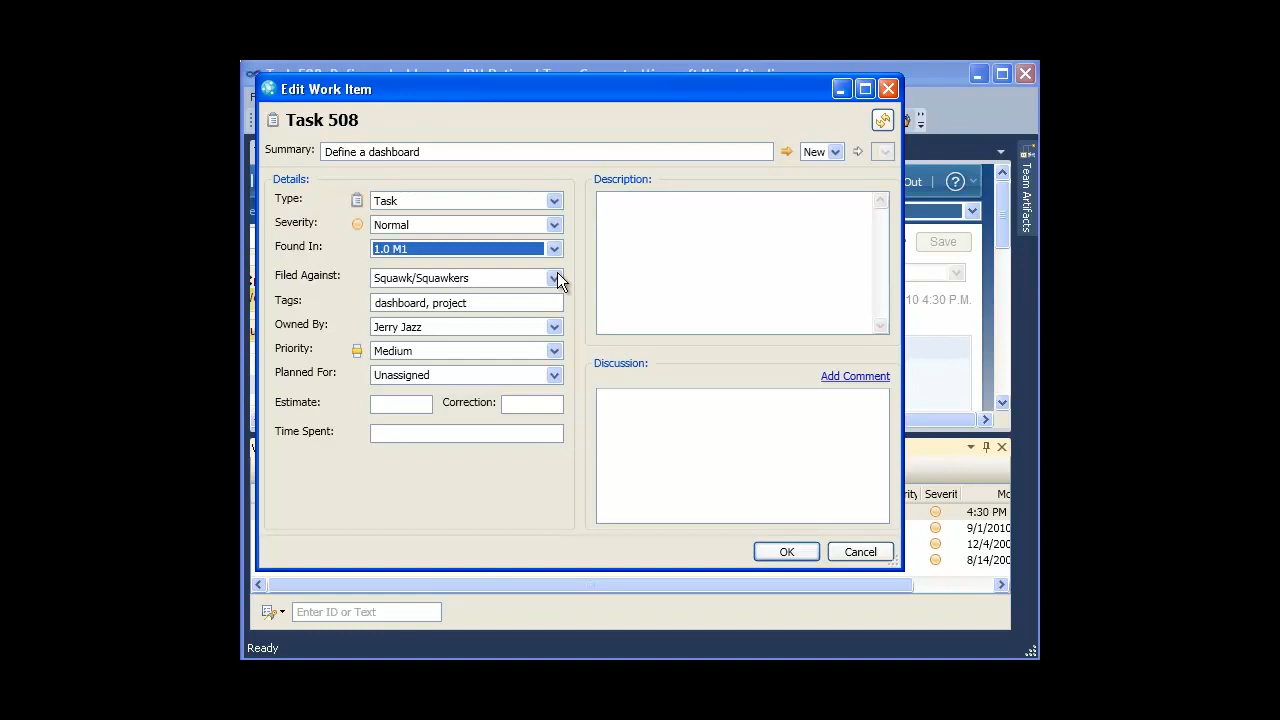 Edit Work Item
Task 508
Summary: Define a dashboard New
Details:
Type: Task
Severity: Normal
Found In: 1.0 M1
Filed Against: Squawk/Squawkers
Tags: dashboard, project
Owned By: Jerry Jazz
Priority: Medium
Planned For: Unassigned
Estimate: Correction:
Time Spent:
Description:
Discussion:
Add Comment
OK Cancel
Out | ?
Save
10 4:30 P.M.
Team Artifacts
rity Severit Mo
4:30 PM
9/1/2010
12/4/200
8/14/200
Enter ID or Text
Ready